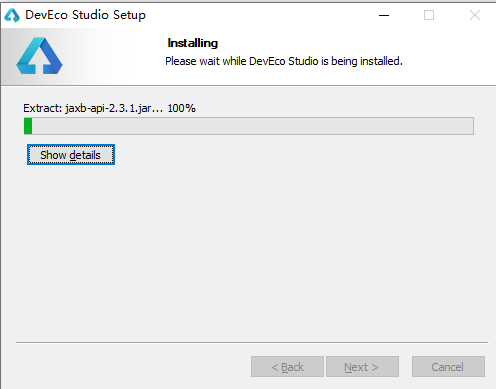 DevEco Studio Setup
Installing
Please wait while DevEco Studio is being installed.
Extract: jaxb-api-2.3.1.jar... 100%
Show details
< Back
Next >
Cancel